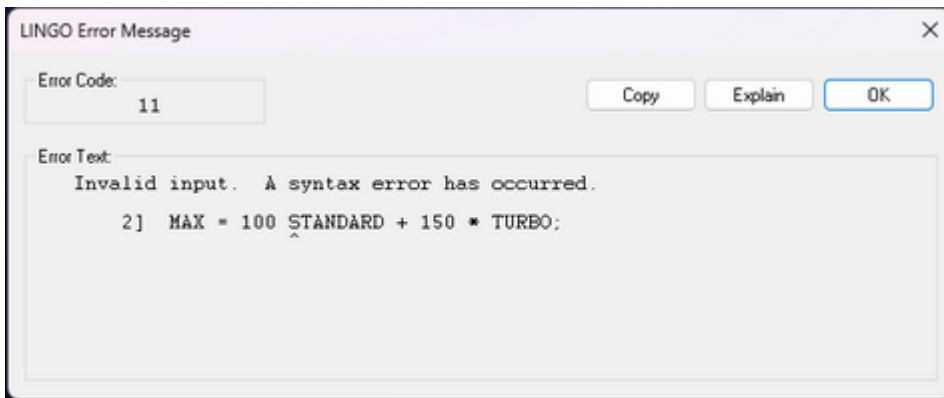 LINGO Error Message
Error Code:
11
Copy
Explain
OK
Error Text:
Invalid input. A syntax error has occurred.
2] MAX = 100 STANDARD + 150 * TURBO;
^